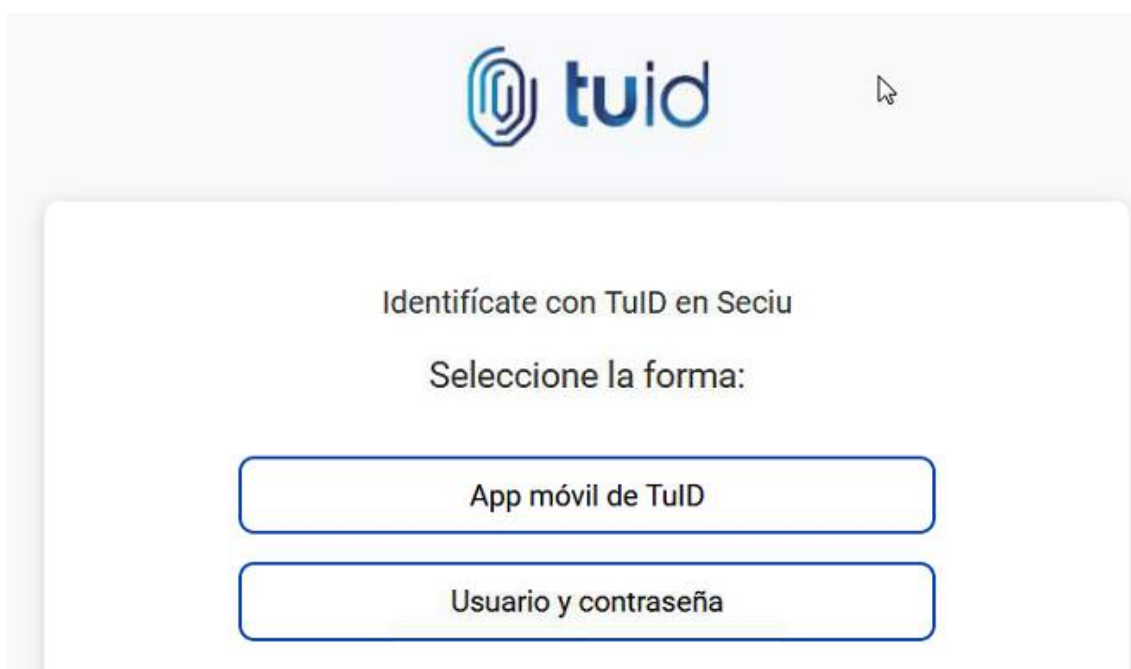 tuid
Identifícate con TuID en Seciu
Seleccione la forma:
App móvil de TuID
Usuario y contraseña